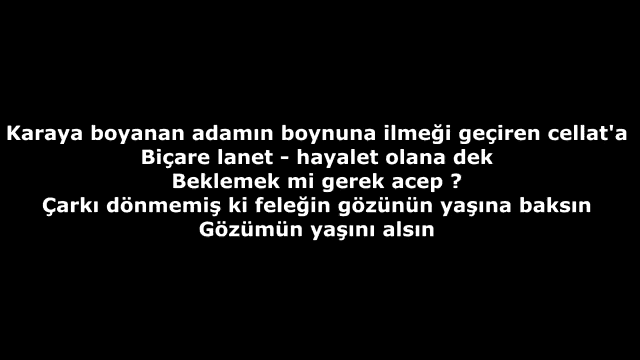 Karaya boyanan adamın boynuna ilmeği geçiren cellat'a
Biçare lanet - hayalet olana dek
Beklemek mi gerek acep ?
Çarkı dönmemiş ki feleğin gözünün yaşına baksın
Gözümün yaşını alsın